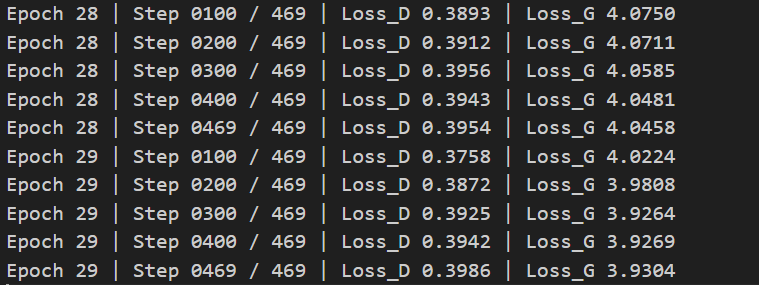 Epoch 28 | Step 0100 / 469 | Loss_D 0.3893 | Loss_G 4.0750
Epoch 28 | Step 0200 / 469 | Loss_D 0.3912 | Loss_G 4.0711
Epoch 28 | Step 0300 / 469 | Loss_D 0.3956 | Loss_G 4.0585
Epoch 28 | Step 0400 / 469 | Loss_D 0.3943 | Loss_G 4.0481
Epoch 28 | Step 0469 / 469 | Loss_D 0.3954 | Loss_G 4.0458
Epoch 29 | Step 0100 / 469 | Loss_D 0.3758 | Loss_G 4.0224
Epoch 29 | Step 0200 / 469 | Loss_D 0.3872 | Loss_G 3.9808
Epoch 29 | Step 0300 / 469 | Loss_D 0.3925 | Loss_G 3.9264
Epoch 29 | Step 0400 / 469 | Loss_D 0.3942 | Loss_G 3.9269
Epoch 29 | Step 0469 / 469 | Loss_D 0.3986 | Loss_G 3.9304